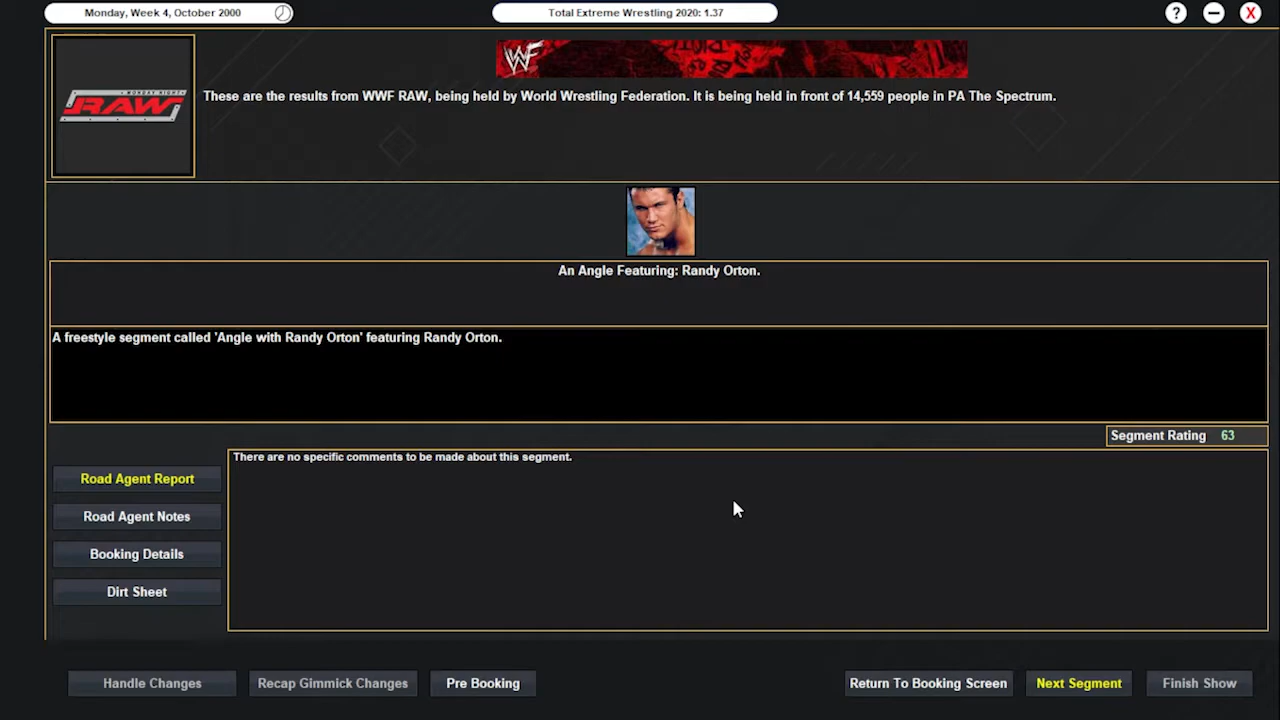 Monday, Week 4, October 2000
Total Extreme Wrestling 2020: 1.37
?
X
WF
MONDAY NIGHT
RAW
These are the results from WWF RAW, being held by World Wrestling Federation. It is being held in front of 14,559 people in PA The Spectrum.
An Angle Featuring: Randy Orton.
A freestyle segment called 'Angle with Randy Orton' featuring Randy Orton.
Segment Rating 63
There are no specific comments to be made about this segment.
Road Agent Report
Road Agent Notes
Booking Details
Dirt Sheet
Handle Changes
Recap Gimmick Changes
Pre Booking
Return To Booking Screen
Next Segment
Finish Show